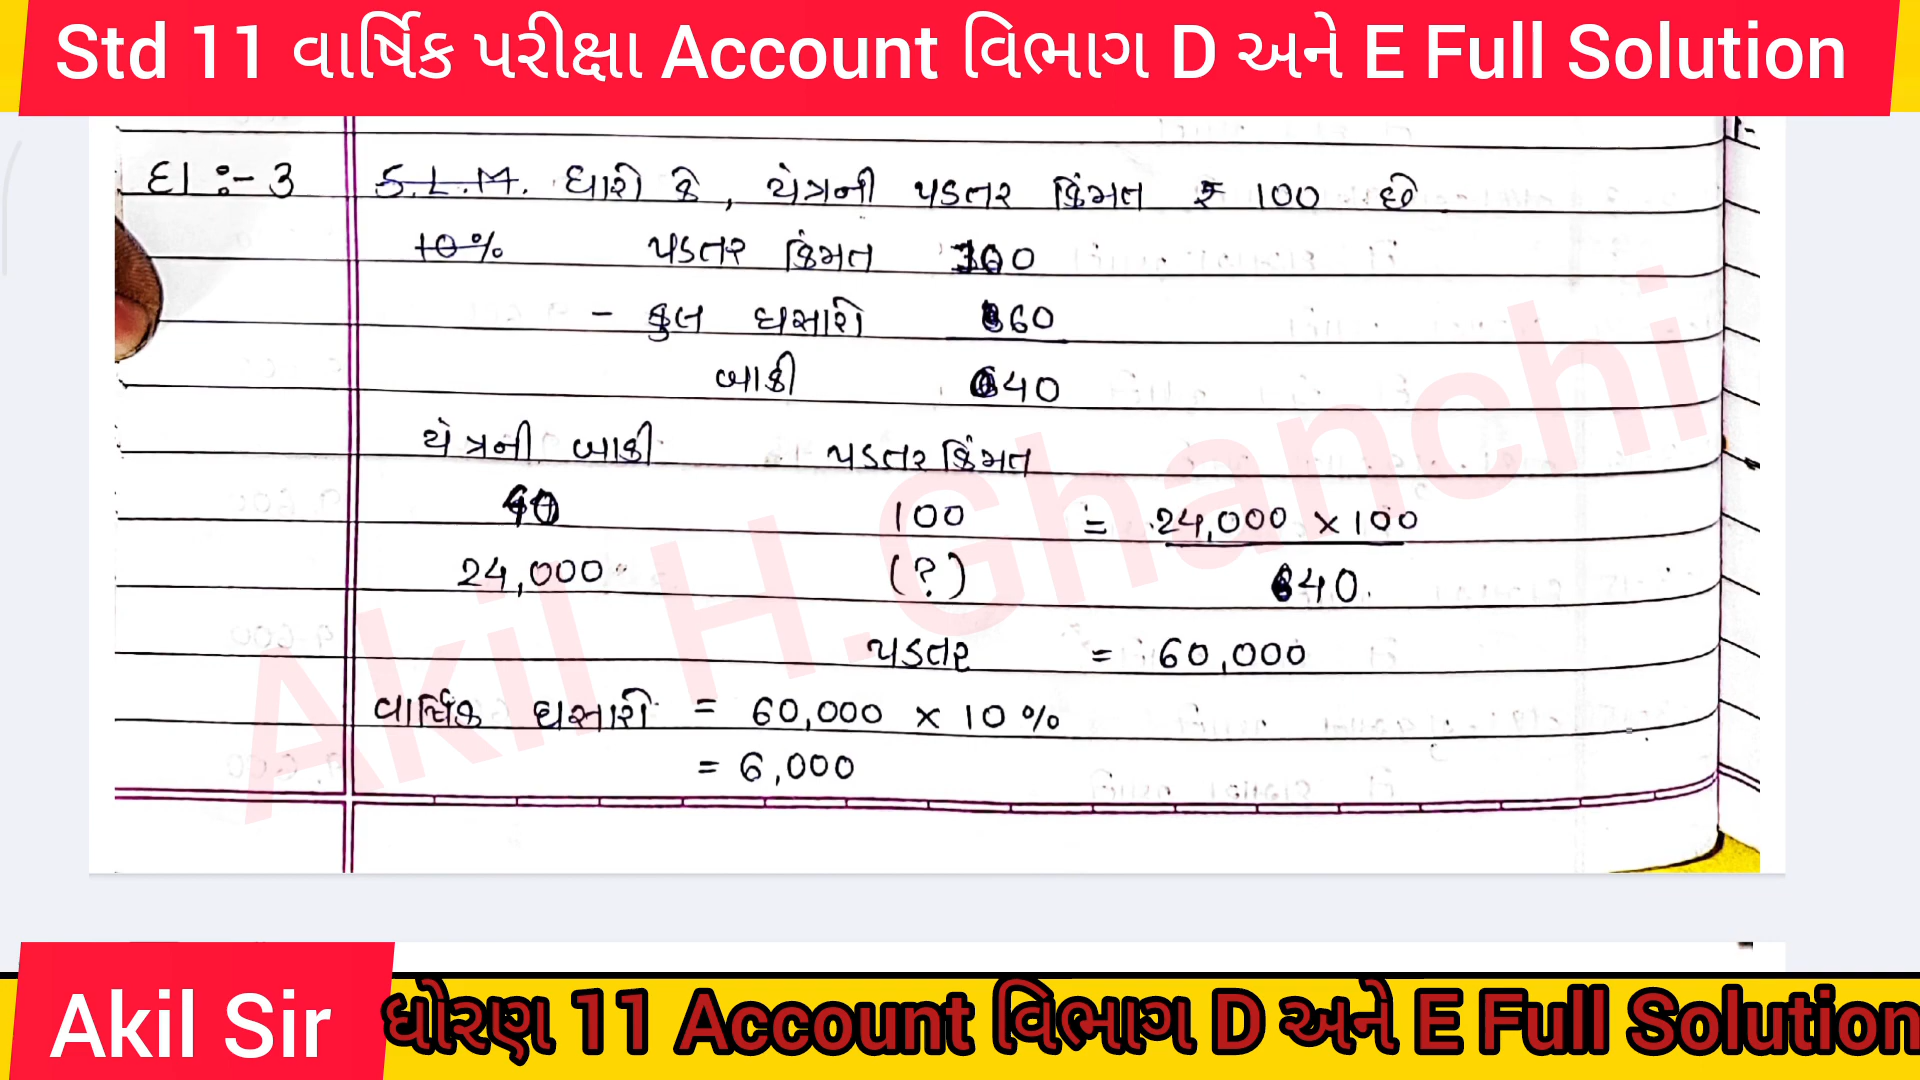 Std 11 વાર્ષિક પરીક્ષા Account વિભાગ D અને E Full Solution
દા :- 3 S.L.M. ધારો કે, યંત્રની પડતર કિંમત ₹ 100 છે
10% પડતર કિંમત 100
- કુલ ઘસારો 60
બાકી 40
યંત્રની બાકી પડતર કિંમત
40 100 = 24,000 × 100
24,000 (?) 40.
પડતર = 60,000
વાર્ષિક ઘસારો = 60,000 × 10%
= 6,000
Akil H.Ghanchi
Akil Sir ધોરણ 11 Account વિભાગ D અને E Full Solution